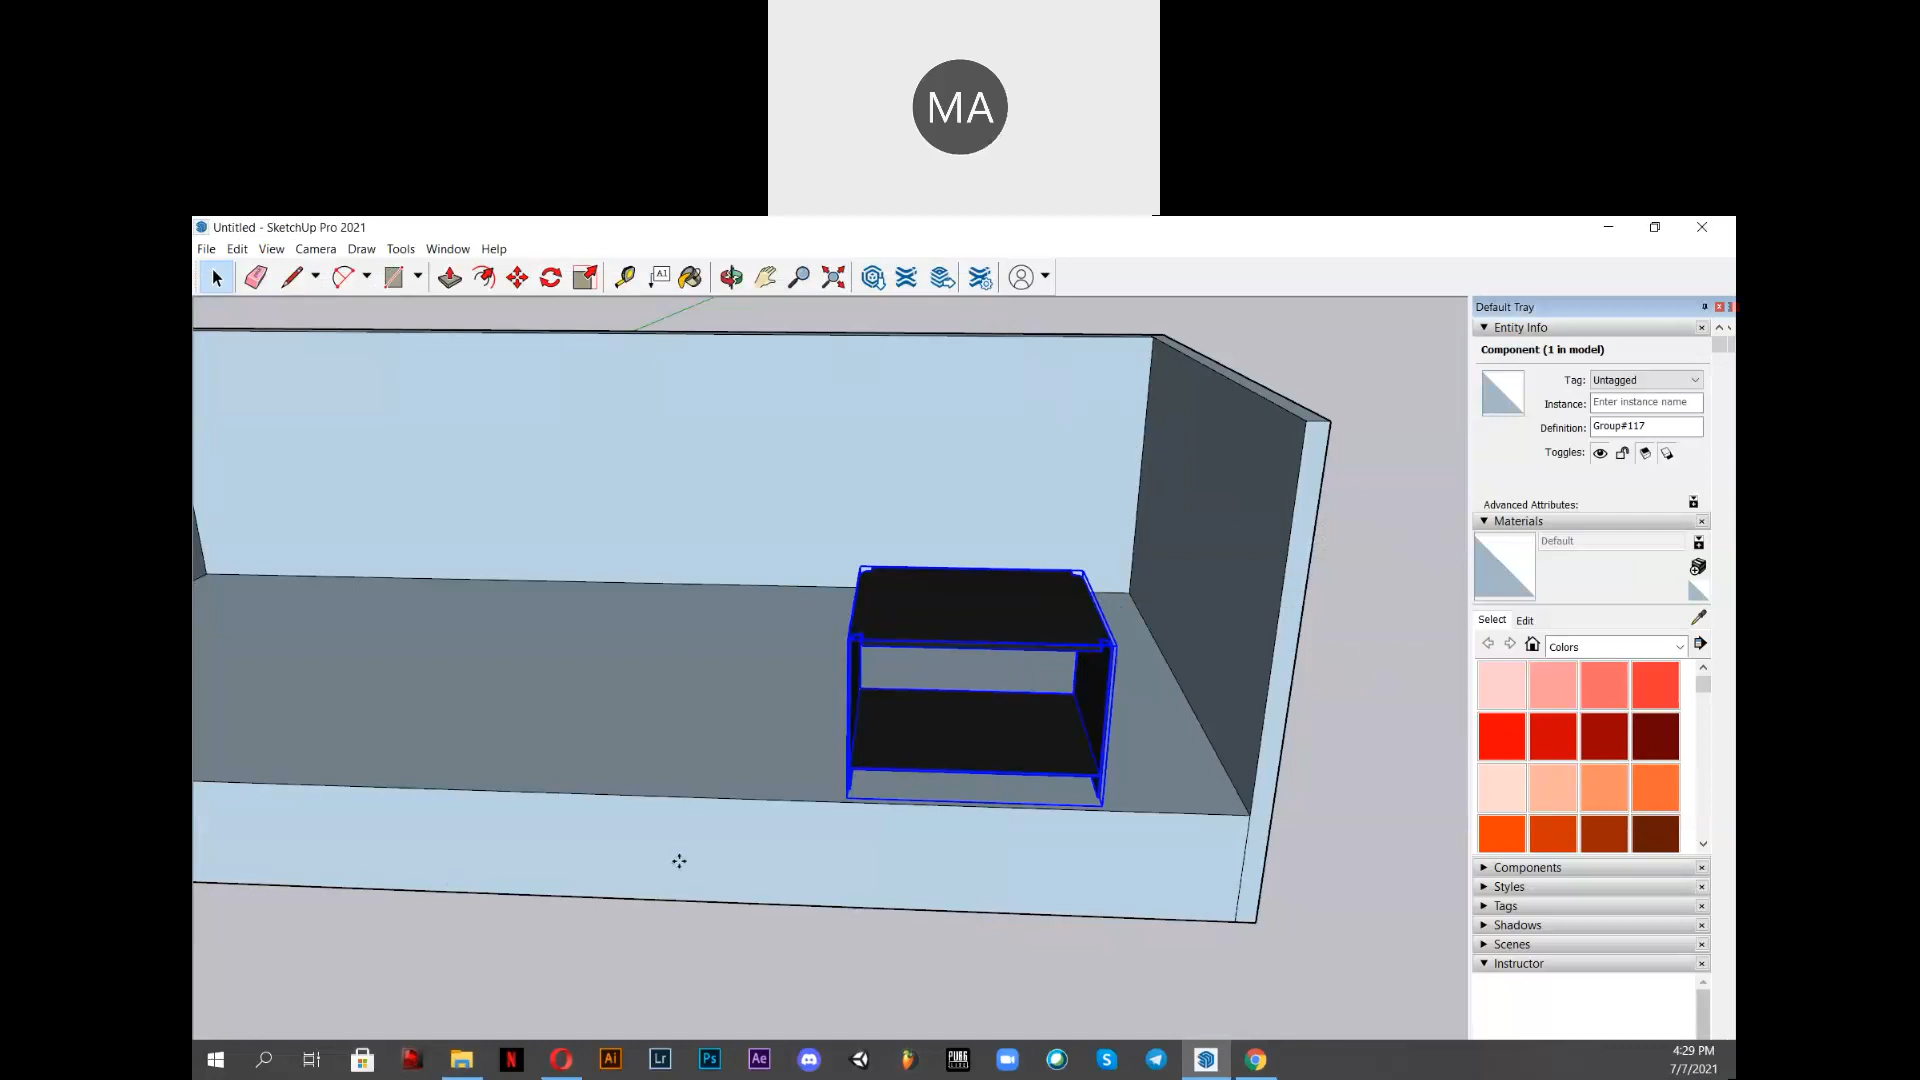 MA
Untitled - SketchUp Pro 2021
File Edit View Camera Draw Tools Window Help
A1
Default Tray
Entity Info
Component (1 in model)
Tag: Untagged
Instance: Enter instance name
Definition: Group#117
Toggles:
Advanced Attributes:
Materials
Default
Select Edit
Colors
Components
Styles
Tags
Shadows
Scenes
Instructor
N Ai Lr Ps Ae PUBG S
4:29 PM
7/7/2021